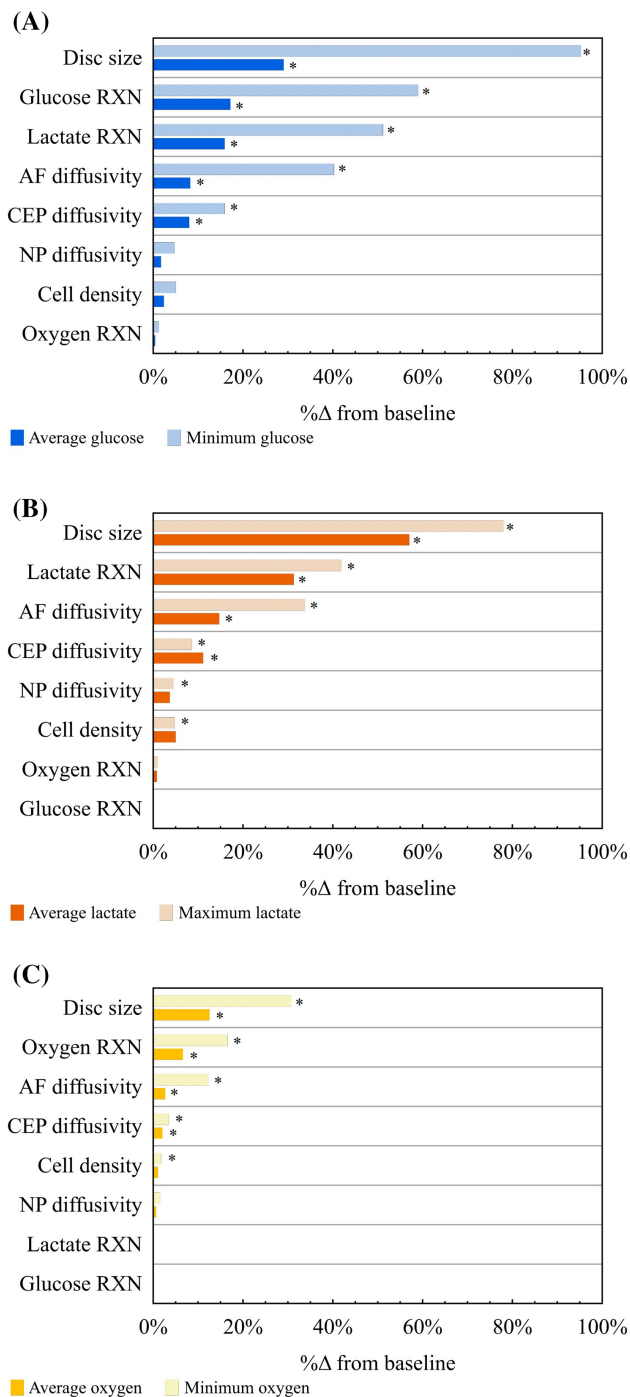 (A)
Disc size * *
Glucose RXN * *
Lactate RXN * *
AF diffusivity * *
CEP diffusivity * *
NP diffusivity
Cell density
Oxygen RXN
0% 20% 40% 60% 80% 100%
%Δ from baseline
Average glucose Minimum glucose
(B)
Disc size * *
Lactate RXN * *
AF diffusivity * *
CEP diffusivity * *
NP diffusivity *
Cell density *
Oxygen RXN
Glucose RXN
0% 20% 40% 60% 80% 100%
%Δ from baseline
Average lactate Maximum lactate
(C)
Disc size * *
Oxygen RXN * *
AF diffusivity * *
CEP diffusivity * *
Cell density *
NP diffusivity
Lactate RXN
Glucose RXN
0% 20% 40% 60% 80% 100%
%Δ from baseline
Average oxygen Minimum oxygen